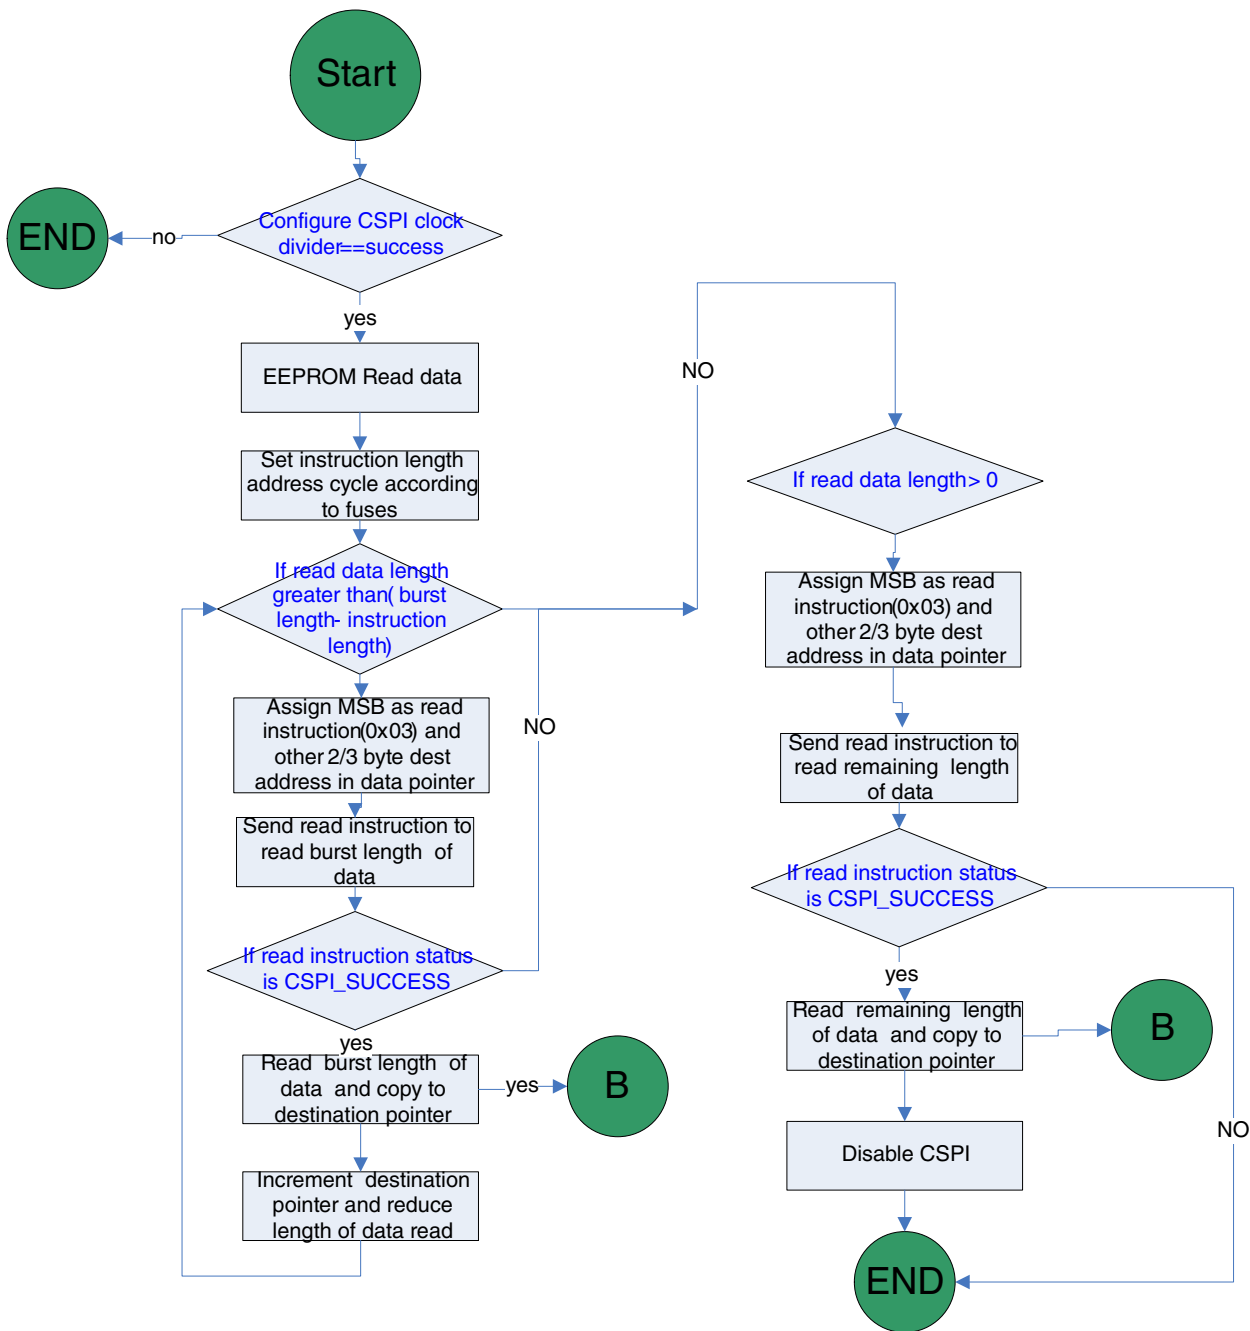 Start
Configure CSPI clock
divider==success
no
END
yes
EEPROM Read data
Set instruction length
address cycle according
to fuses
If read data length
greater than( burst
length- instruction
length)
NO
Assign MSB as read
instruction(0x03) and
other 2/3 byte dest
address in data pointer
NO
Send read instruction to
read burst length of
data
If read instruction status
is CSPI_SUCCESS
yes
Read burst length of
data and copy to
destination pointer
yes
B
Increment destination
pointer and reduce
length of data read
If read data length> 0
Assign MSB as read
instruction(0x03) and
other 2/3 byte dest
address in data pointer
Send read instruction to
read remaining length
of data
If read instruction status
is CSPI_SUCCESS
yes
Read remaining length
of data and copy to
destination pointer
B
NO
Disable CSPI
END